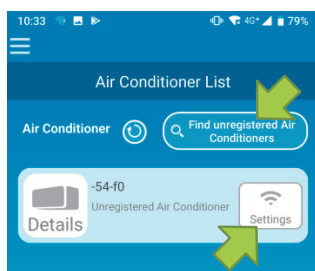 10:33
4G+
79%
Air Conditioner List
Air Conditioner
Find unregistered Air
Conditioners
-54-f0
Unregistered Air Conditioner
Details
Settings